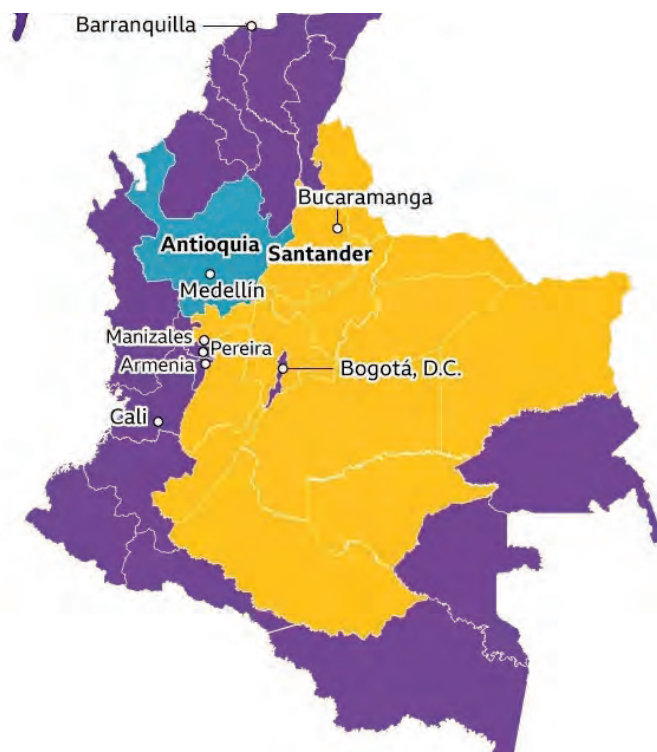 Barranquilla
Bucaramanga
Antioquia
Santander
Medellín
Manizales
Pereira
Armenia
Bogotá, D.C.
Cali